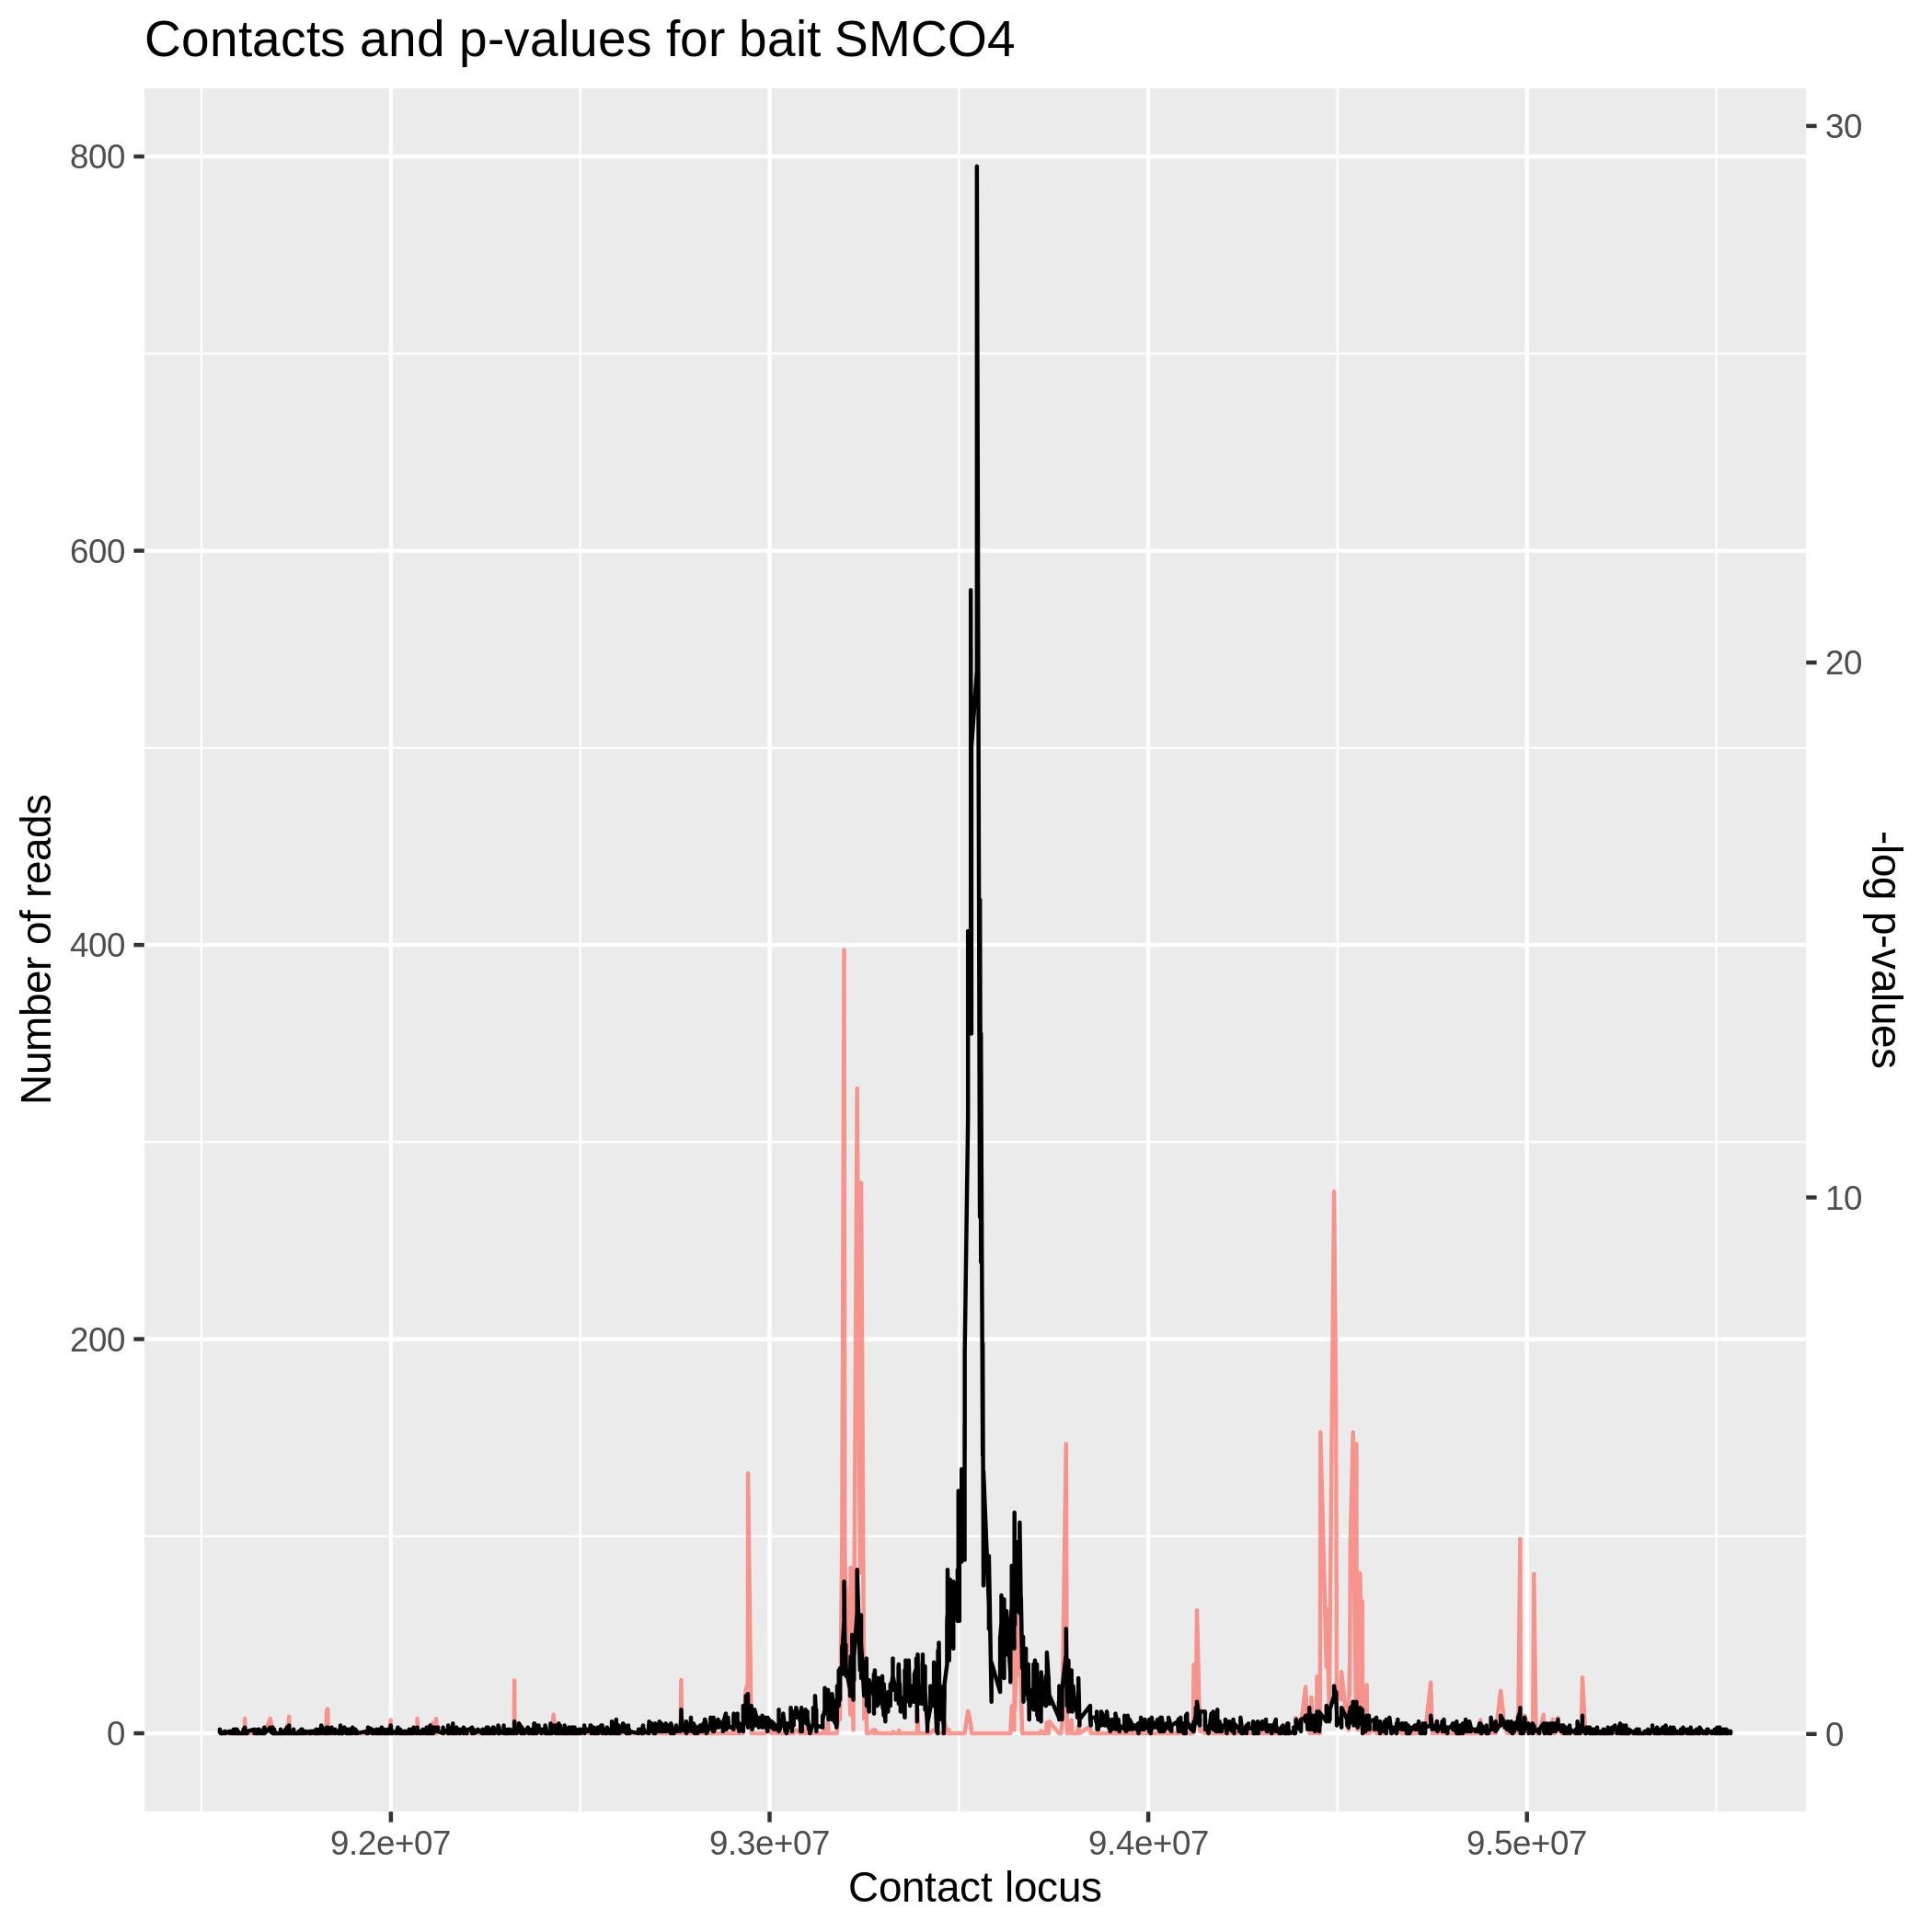 Contacts and p-values for bait SMCO4
800
600
400
200
0
Number of reads
30
20
10
0
-log p-values
9.2e+07 9.3e+07 9.4e+07 9.5e+07
Contact locus